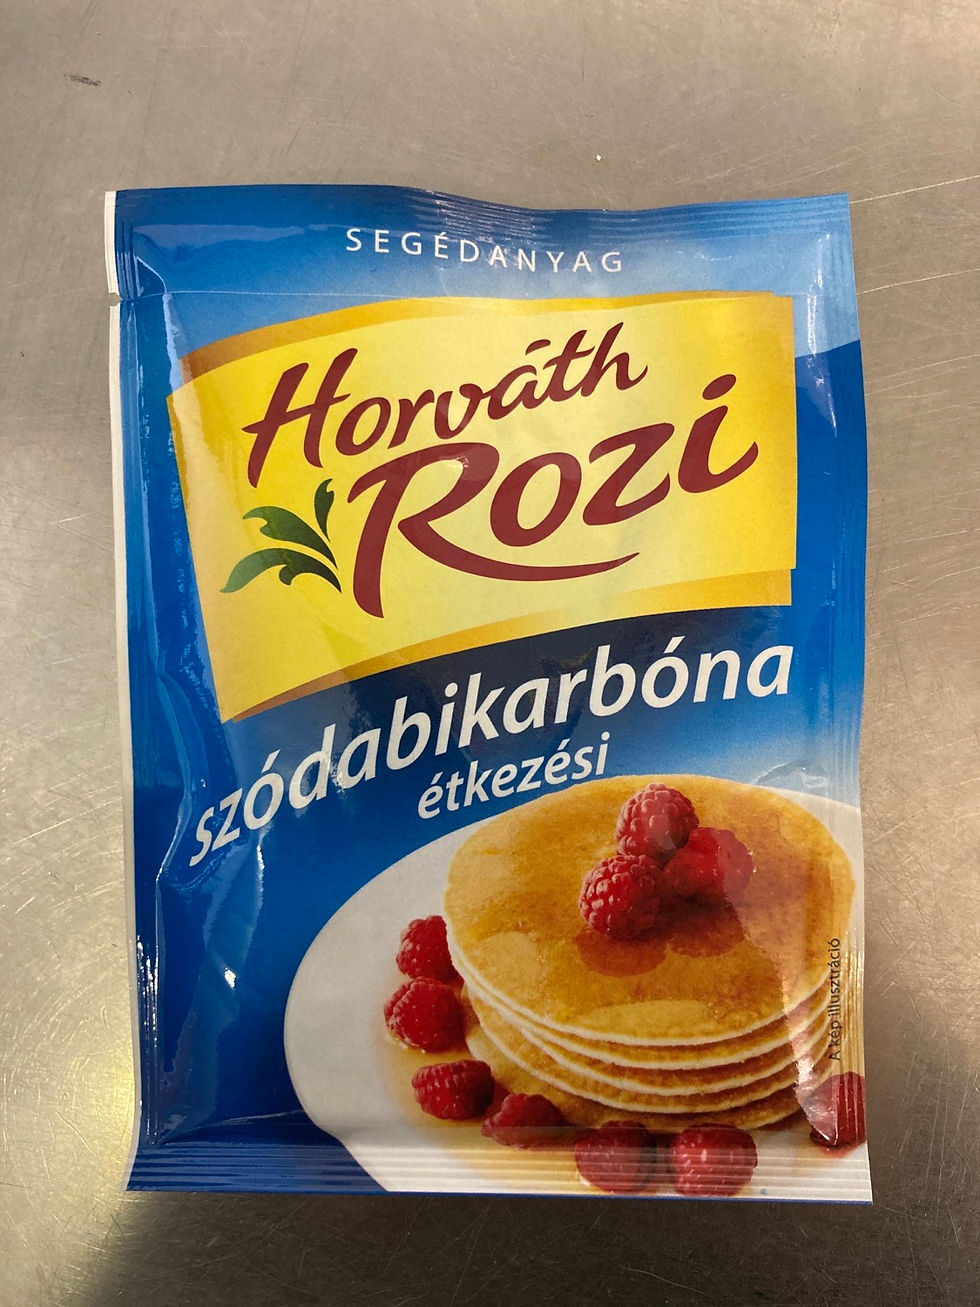 SEGÉDANYAG
Horváth
Rozi
szódabikarbóna
étkezési
A kép illusztráció